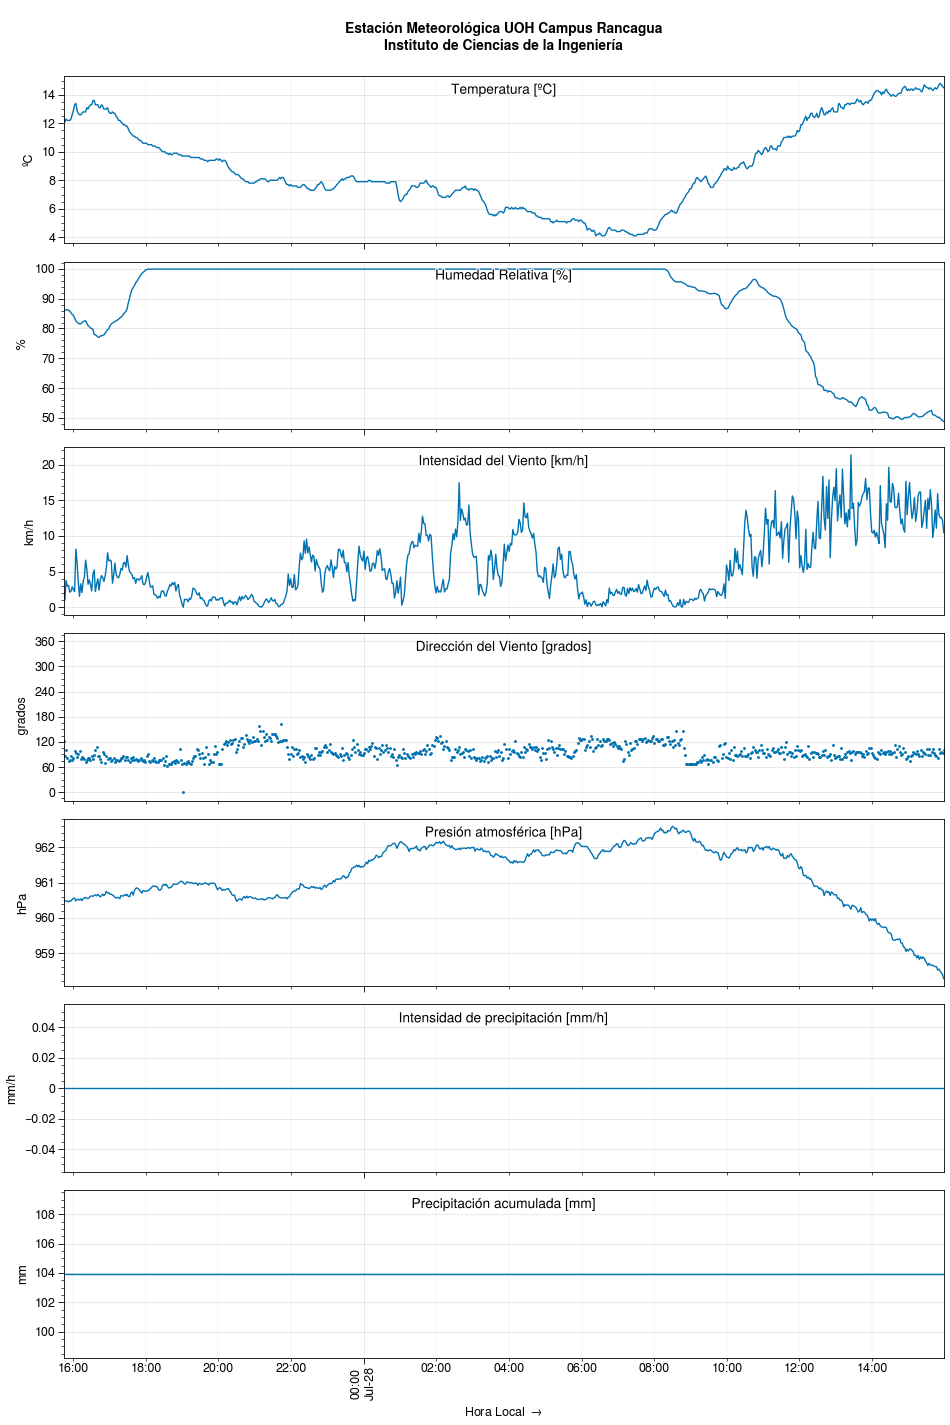 Estación Meteorológica UOH Campus Rancagua
Instituto de Ciencias de la Ingeniería
Temperatura [ºC]
ºC
14
12
10
8
6
4
Humedad Relativa [%]
%
100
90
80
70
60
50
Intensidad del Viento [km/h]
km/h
20
15
10
5
0
Dirección del Viento [grados]
grados
360
300
240
180
120
60
0
Presión atmosférica [hPa]
hPa
962
961
960
959
Intensidad de precipitación [mm/h]
mm/h
0.04
0.02
0
−0.02
−0.04
Precipitación acumulada [mm]
mm
108
106
104
102
100
16:00 18:00 20:00 22:00 00:00 02:00 04:00 06:00 08:00 10:00 12:00 14:00
Jul-28
Hora Local →